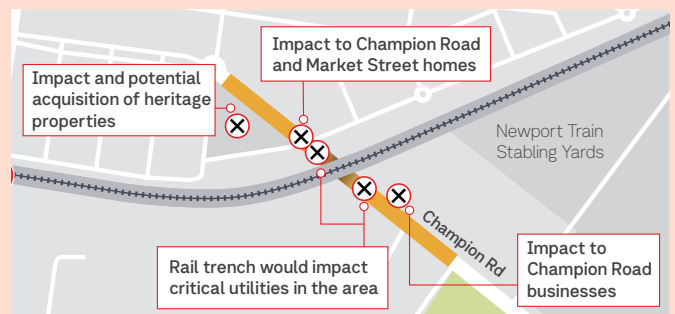 Impact to Champion Road
and Market Street homes
Impact and potential
acquisition of heritage
properties
Newport Train
Stabling Yards
Champion Rd
Rail trench would impact
critical utilities in the area
Impact to
Champion Road
businesses